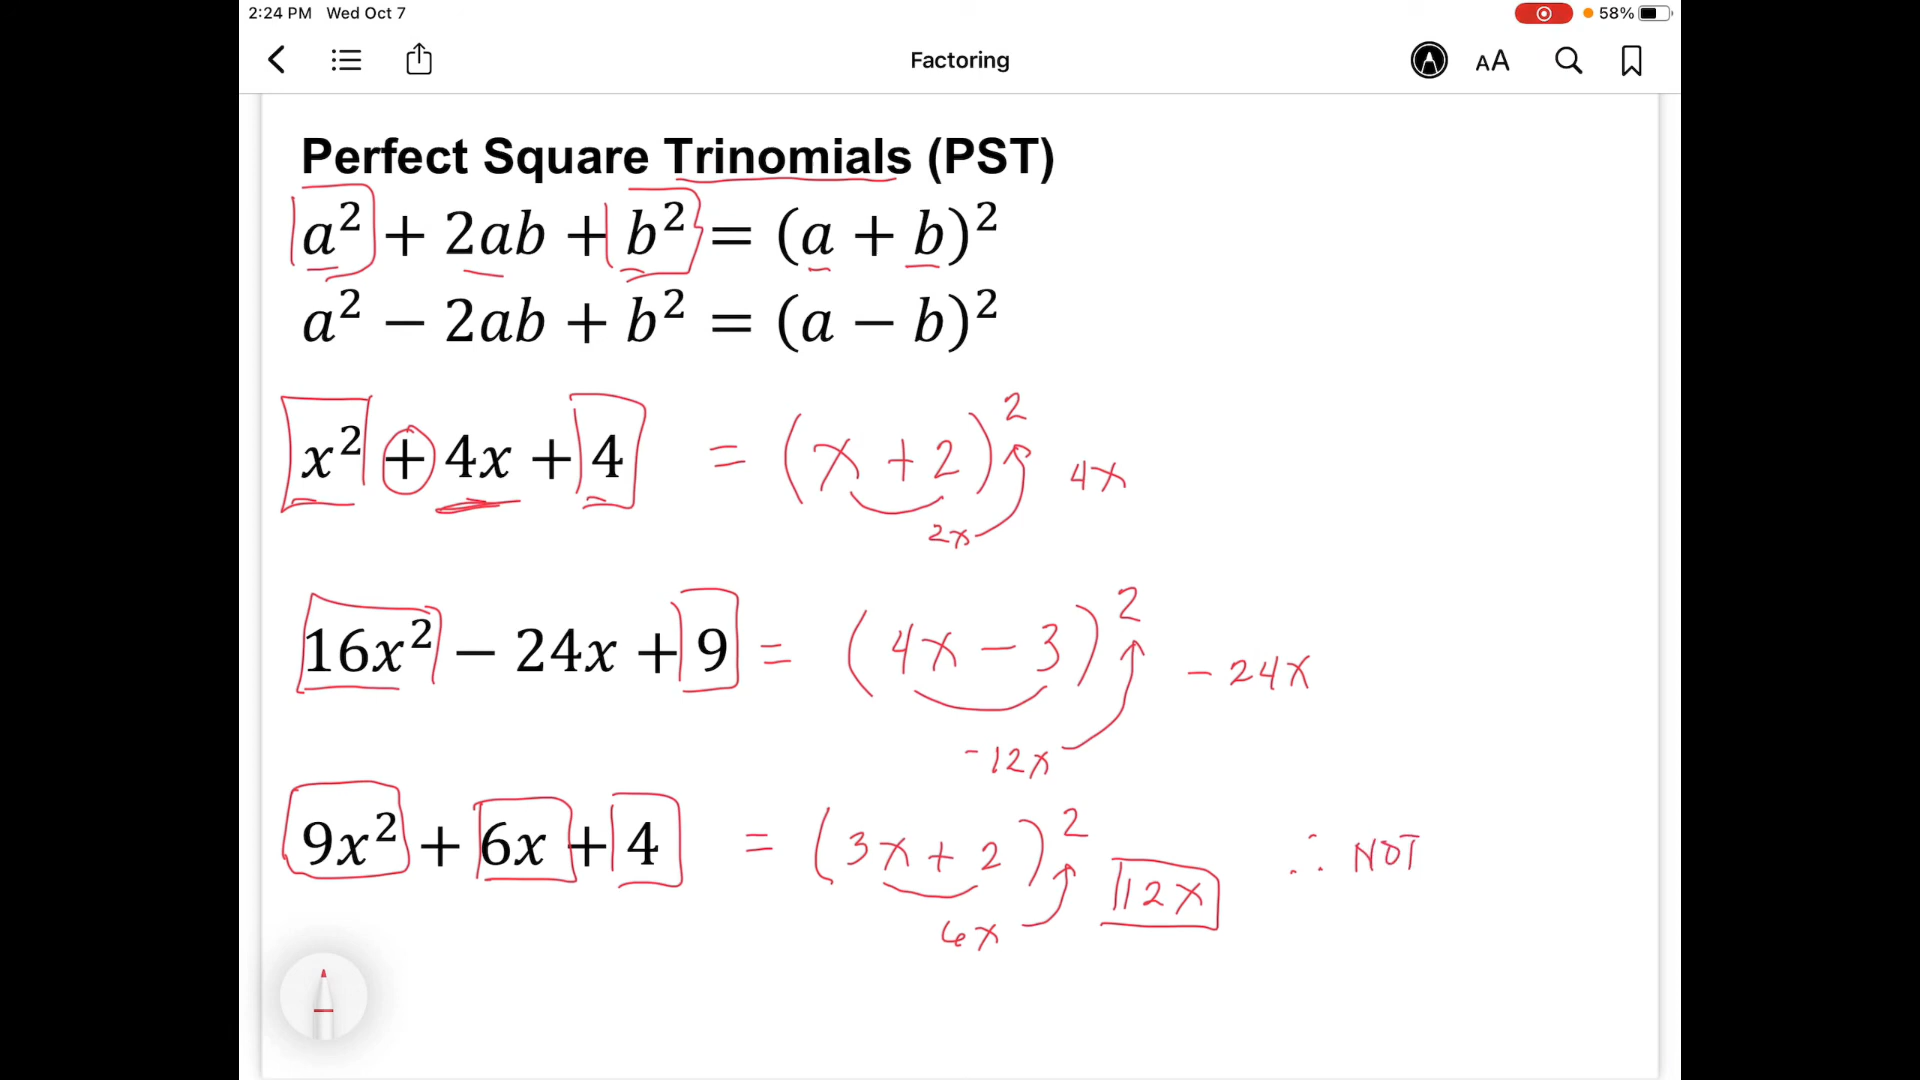 2:24 PM Wed Oct 7
58%
Factoring
AA
Perfect Square Trinomials (PST)
a² + 2ab + b² = (a + b)²
a² − 2ab + b² = (a − b)²
x² + 4x + 4 = (x + 2)² 4x
2x
16x² − 24x + 9 = (4x − 3)² − 24x
-12x
9x² + 6x + 4 = (3x + 2)² 12x ∴ NOT
6x